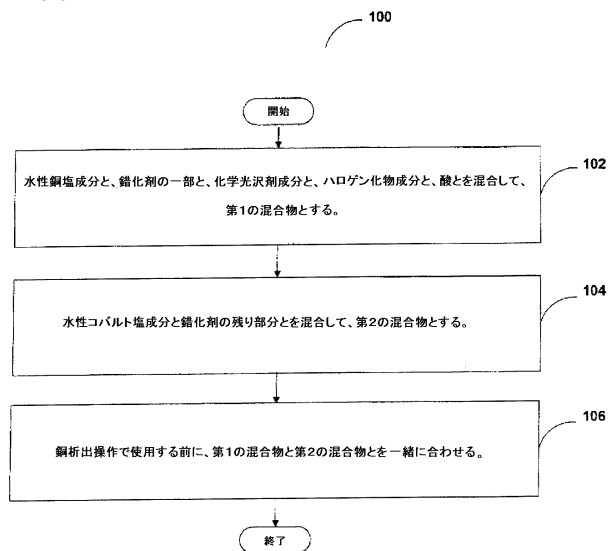 100
開始
水性銅塩成分と、錯化剤の一部と、化学光沢剤成分と、ハロゲン化物成分と、酸とを混合して、
第1の混合物とする。
102
水性コバルト塩成分と錯化剤の残り部分とを混合して、第2の混合物とする。
104
銅析出操作で使用する前に、第1の混合物と第2の混合物とを一緒に合わせる。
106
終了